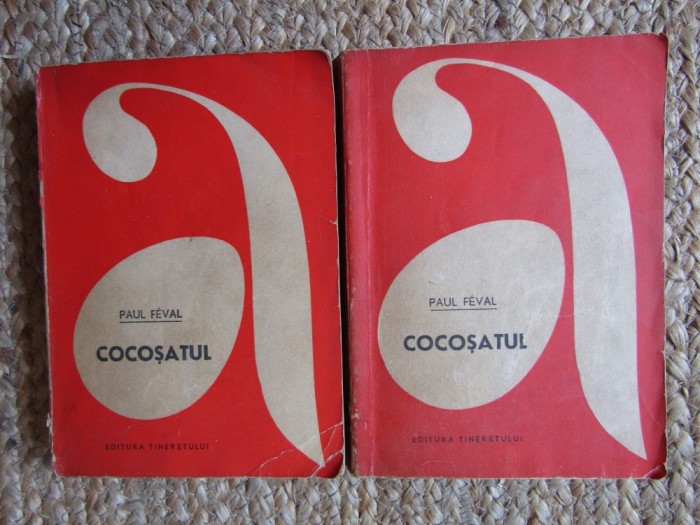 a
PAUL FÉVAL
COCOȘATUL
EDITURA TINERETULUI
a
PAUL FÉVAL
COCOȘATUL
EDITURA TINERETULUI